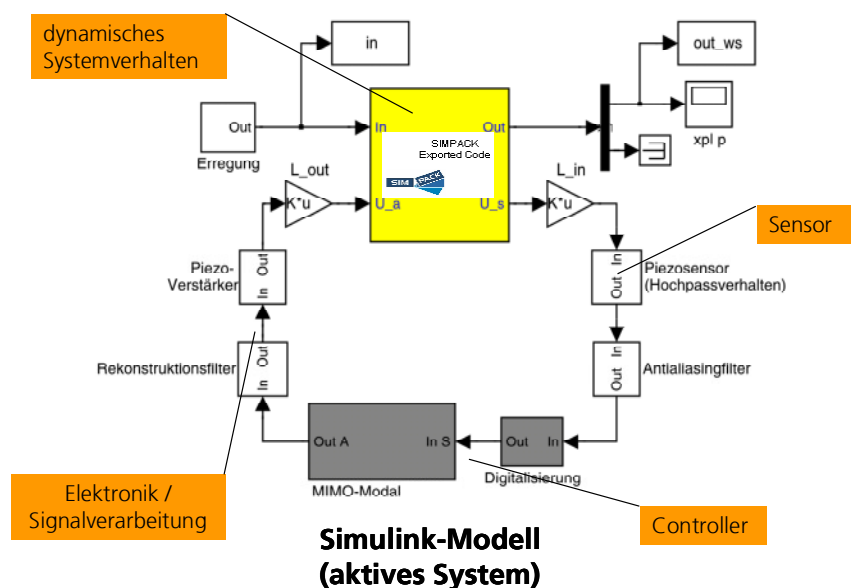 dynamisches
Systemverhalten
in
out_ws
Out
Erregung
In
Out
SIMPACK
Exported Code
SIM PACK
U_a
U_s
xpl p
L_out
K*u
L_in
K*u
Sensor
Piezo-
Verstärker
Out
In
In
Out
Piezosensor
(Hochpassverhalten)
Rekonstruktionsfilter
Out
In
In
Out
Antialiasingfilter
Out A
In S
MIMO-Modal
Out
In
Digitalisierung
Elektronik /
Signalverarbeitung
Controller
Simulink-Modell
(aktives System)